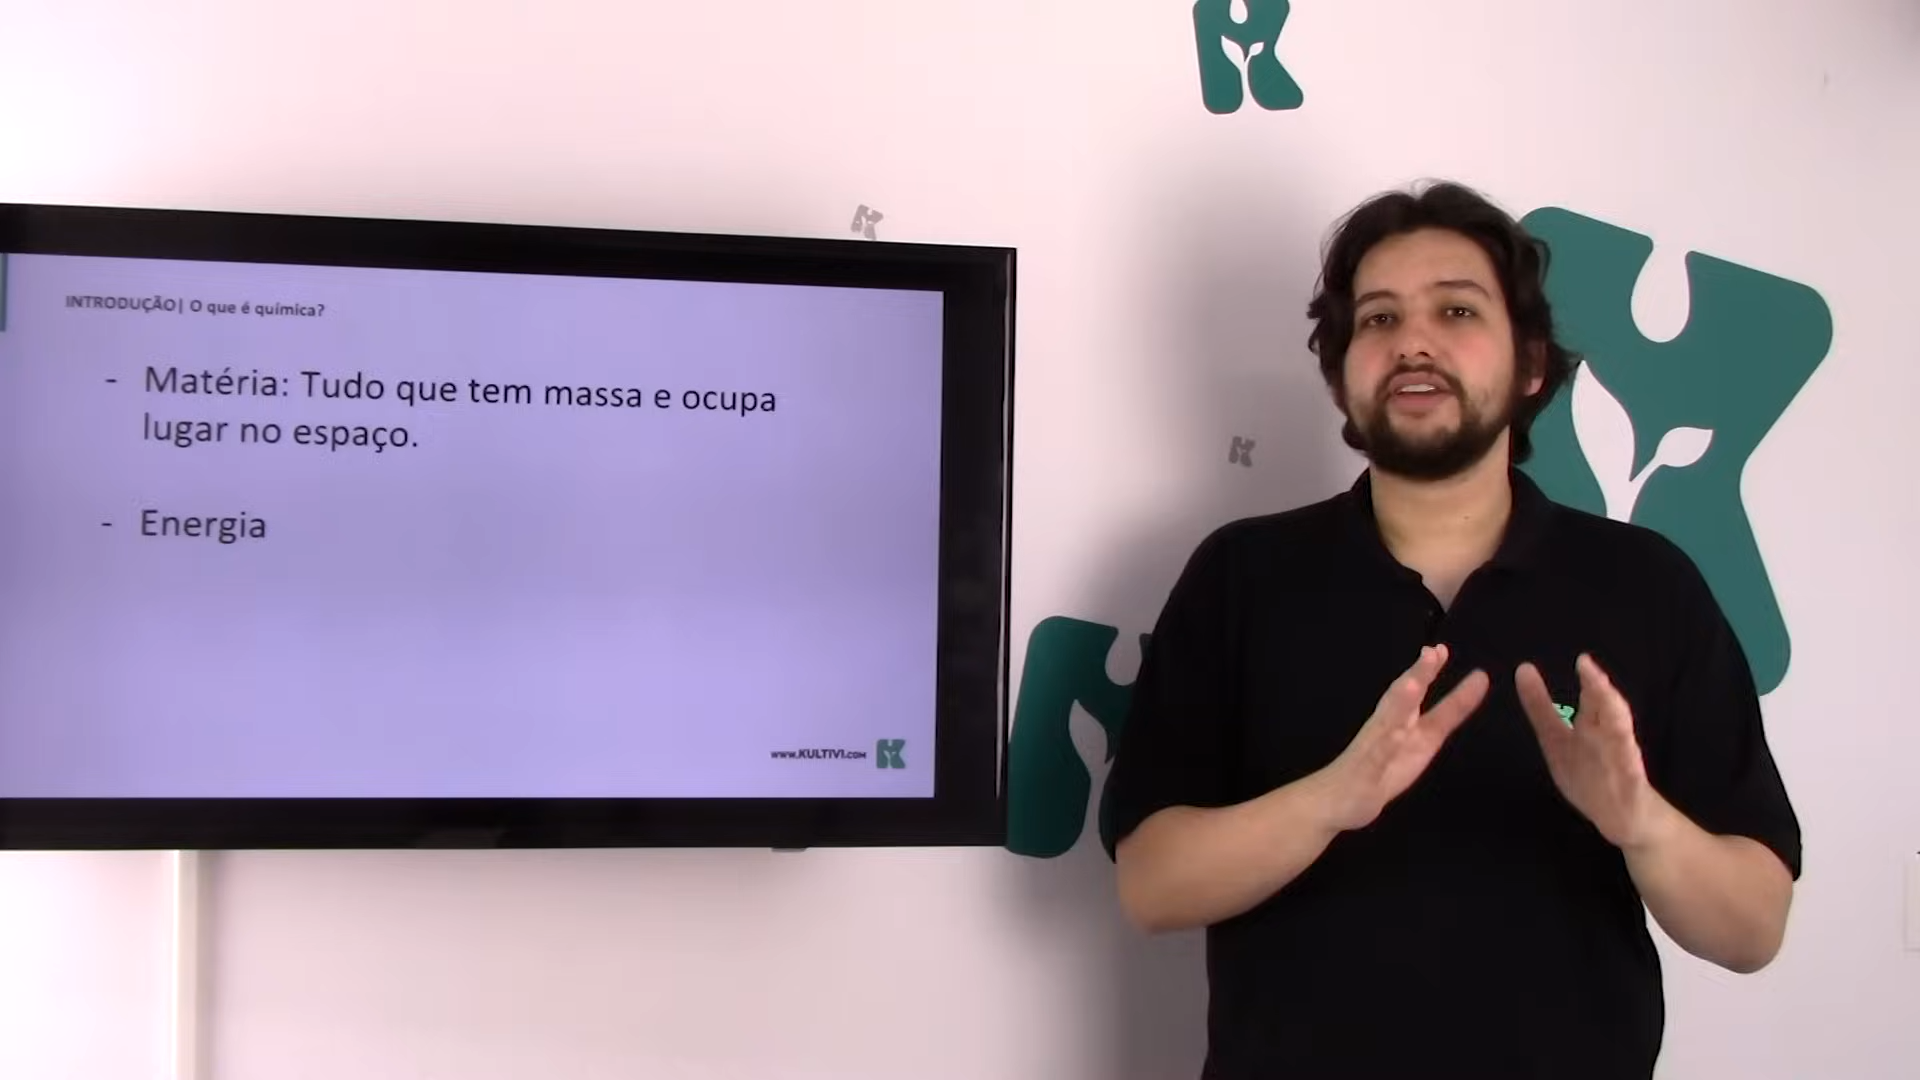 INTRODUÇÃO| O que é química?
- Matéria: Tudo que tem massa e ocupa
lugar no espaço.
- Energia
www.KULTIVI.com